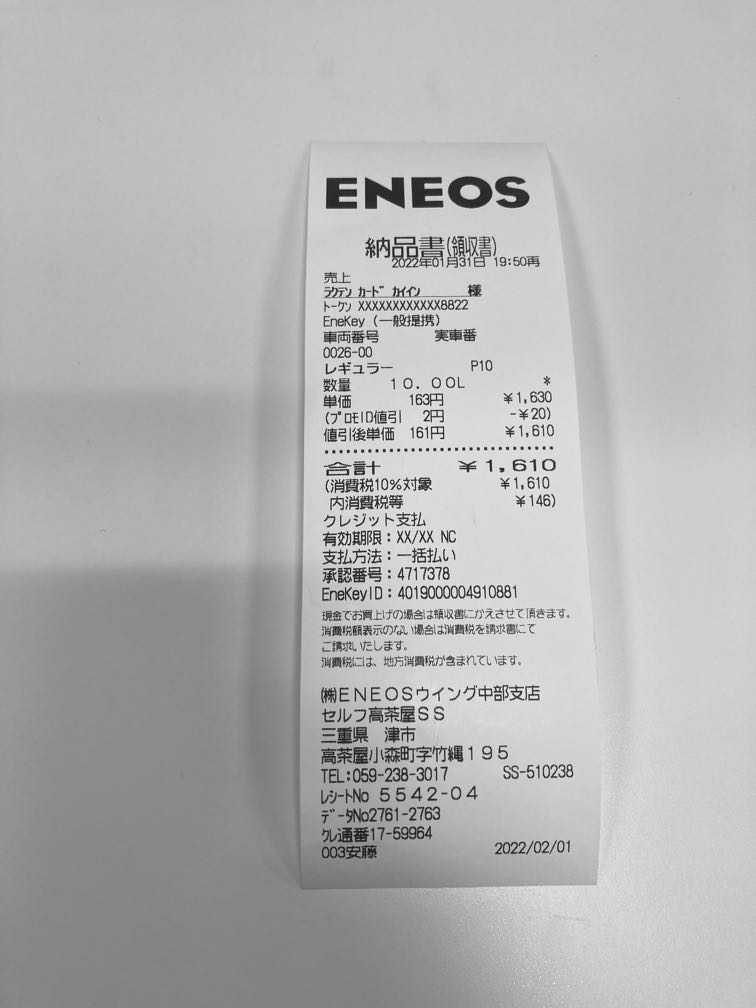 ENEOS
納品書(領収書)
2022年01月31日 19:50再
売上
ラクテン カード カイイン 様
トークン XXXXXXXXXXXX8822
EneKey (一般提携)
車両番号 実車番
0026-00
レギュラー P10
数量 10.00L *
単価 163円 ¥1,630
(プロモID値引 2円 -¥20)
値引後単価 161円 ¥1,610
合計 ¥1,610
(消費税10%対象 ¥1,610
内消費税等 ¥146)
クレジット支払
有効期限:XX/XX NC
支払方法:一括払い
承認番号:4717378
EneKeyID:4019000004910881
現金でお買上げの場合は領収書にかえさせて頂きます。
消費税額表示のない場合は消費税を請求書にて
ご請求いたします。
消費税には、地方消費税が含まれています。
㈱ENEOSウイング中部支店
セルフ高茶屋SS
三重県 津市
高茶屋小森町字竹縄195
TEL:059-238-3017 SS-510238
レシートNo 5542-04
データNo2761-2763
クレ通番17-59964
003安藤 2022/02/01